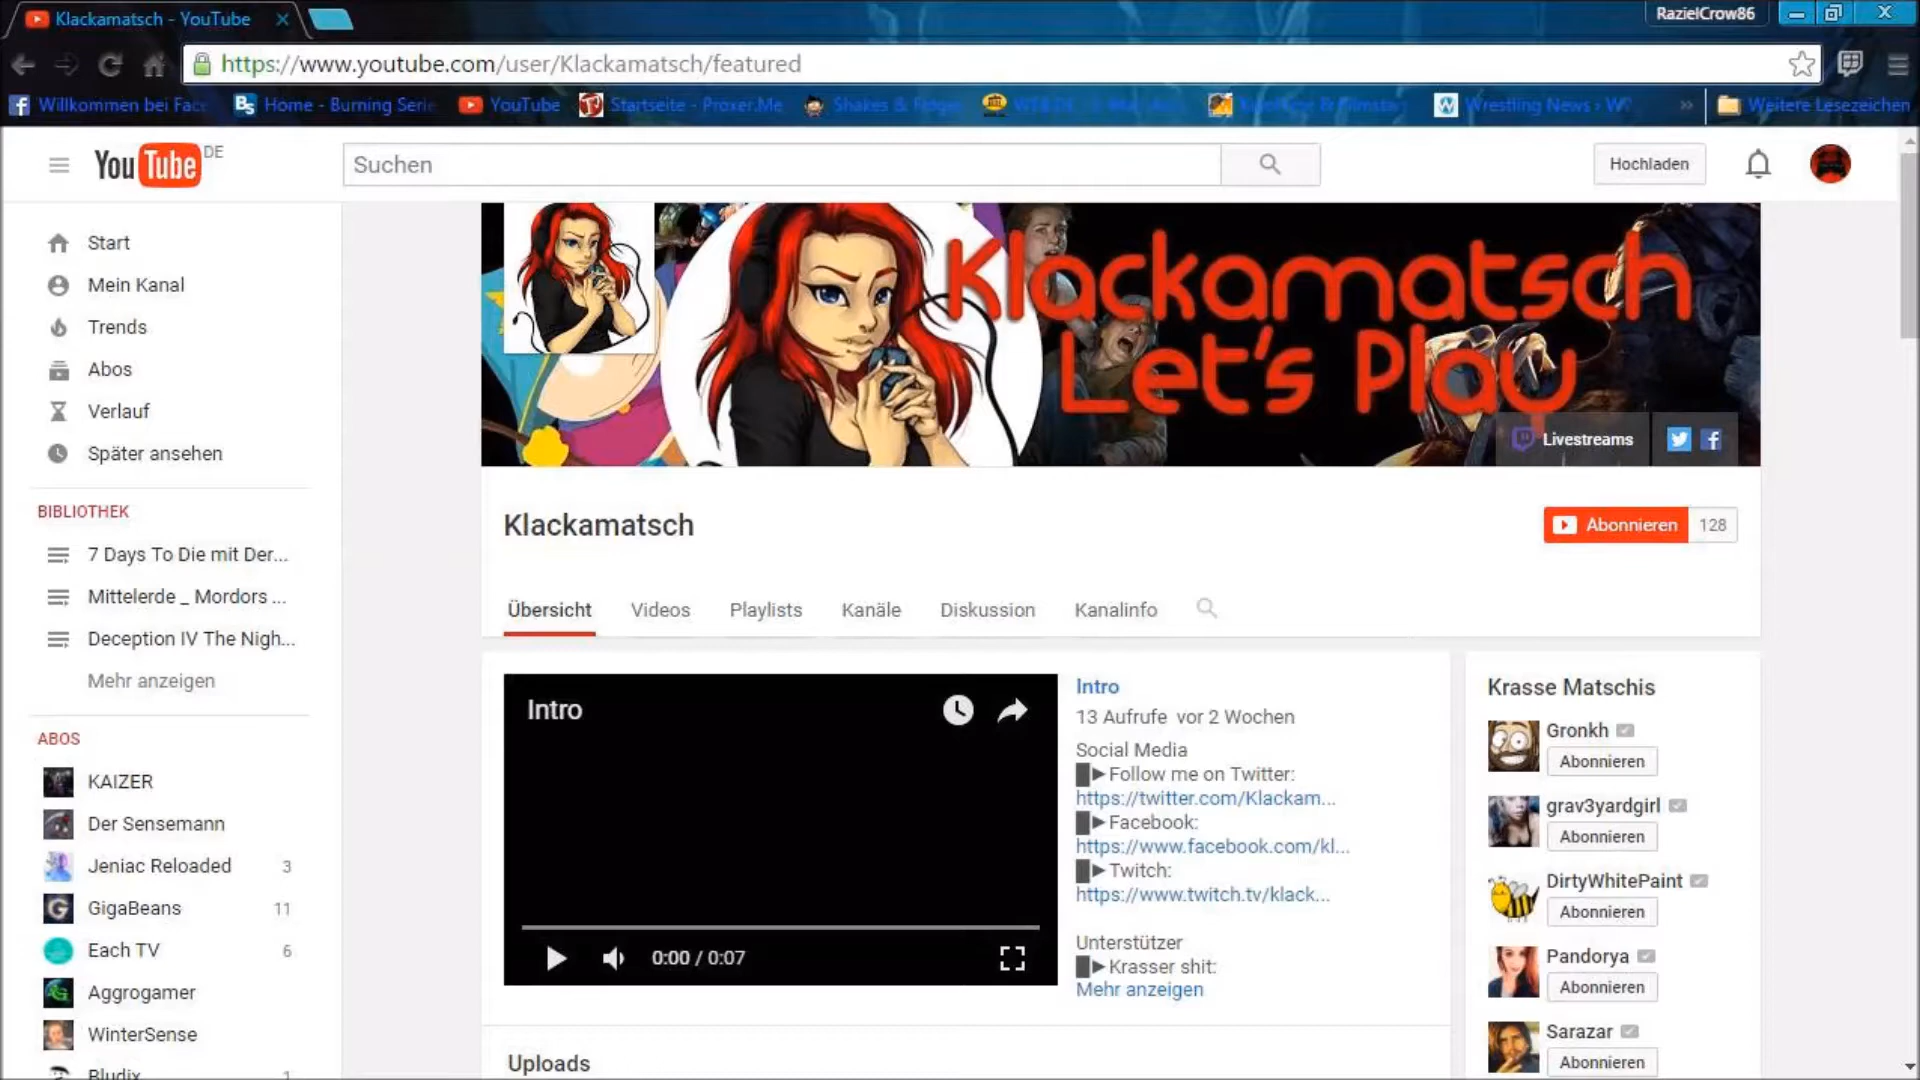 Klackamatsch - YouTube
RazielCrow86
https://www.youtube.com/user/Klackamatsch/featured
Willkommen bei Face
Home - Burning Serie
YouTube
Startseite - Proxer.Me
Shakes & Fidget
Wrestling News › W
»
Weitere Lesezeichen
YouTube DE
Suchen
Hochladen
Start
Mein Kanal
Trends
Abos
Verlauf
Später ansehen
BIBLIOTHEK
7 Days To Die mit Der...
Mittelerde _ Mordors ...
Deception IV The Nigh...
Mehr anzeigen
ABOS
KAIZER
Der Sensemann
Jeniac Reloaded 3
GigaBeans 11
Each TV 6
Aggrogamer
WinterSense
Bludix 1
Klackamatsch
Let's Play
Livestreams
Klackamatsch
Abonnieren 128
Übersicht
Videos
Playlists
Kanäle
Diskussion
Kanalinfo
Intro
0:00 / 0:07
Intro
13 Aufrufe vor 2 Wochen
Social Media
█►Follow me on Twitter:
https://twitter.com/Klackam...
█►Facebook:
https://www.facebook.com/kl...
█►Twitch:
https://www.twitch.tv/klack...
Unterstützer
█►Krasser shit:
Mehr anzeigen
Uploads
Krasse Matschis
Gronkh
Abonnieren
grav3yardgirl
Abonnieren
DirtyWhitePaint
Abonnieren
Pandorya
Abonnieren
Sarazar
Abonnieren